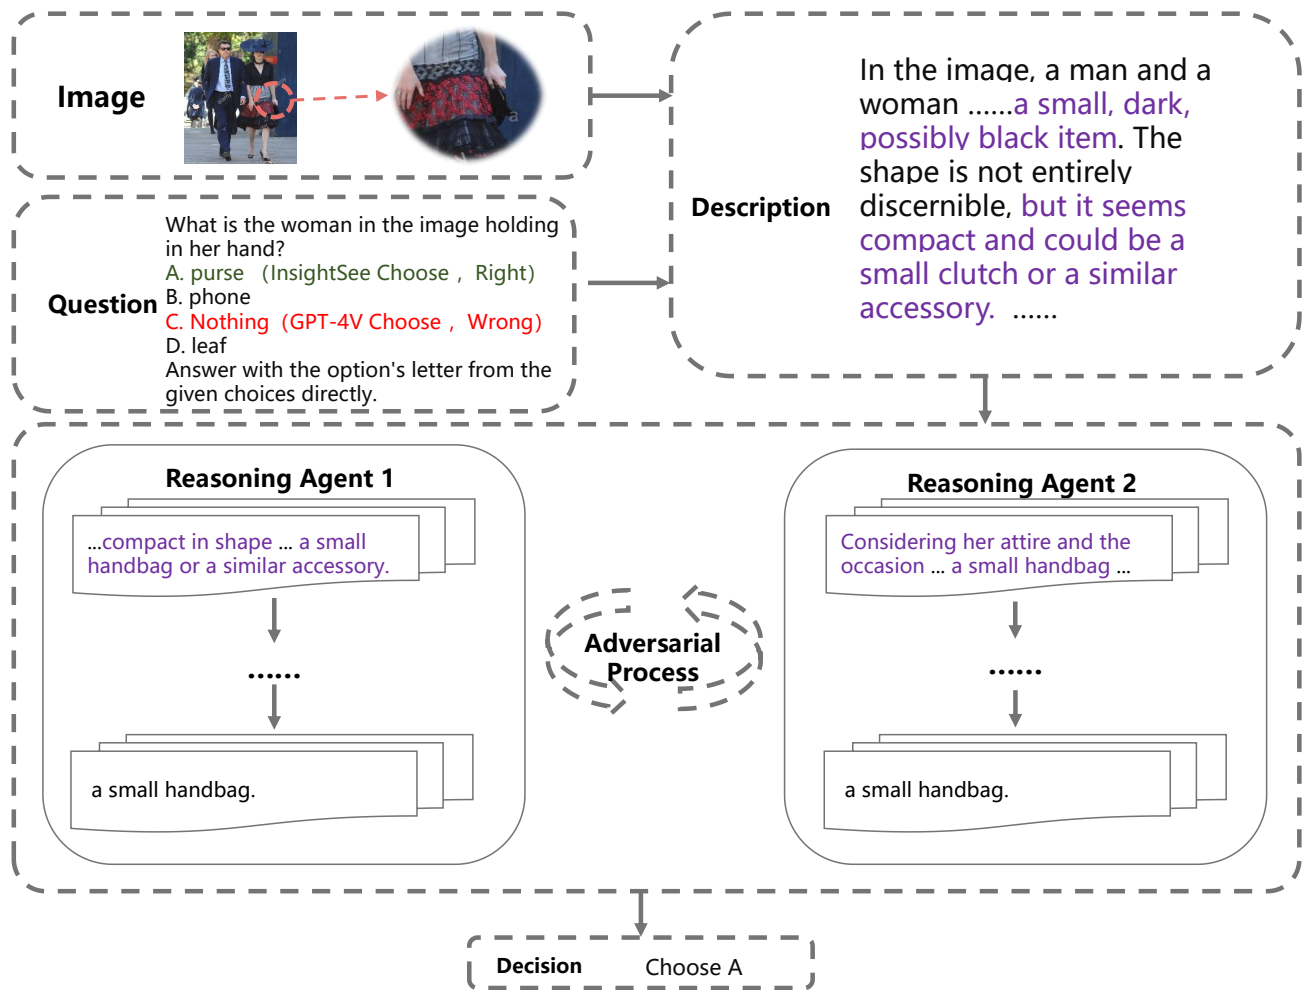 Image
Question
What is the woman in the image holding
in her hand?
A. purse （InsightSee Choose， Right）
B. phone
C. Nothing（GPT-4V Choose， Wrong）
D. leaf
Answer with the option's letter from the
given choices directly.
Description
In the image, a man and a
woman ......a small, dark,
possibly black item. The
shape is not entirely
discernible, but it seems
compact and could be a
small clutch or a similar
accessory. ......
Reasoning Agent 1
...compact in shape ... a small
handbag or a similar accessory.
......
a small handbag.
Adversarial
Process
Reasoning Agent 2
Considering her attire and the
occasion ... a small handbag ...
......
a small handbag.
Decision Choose A